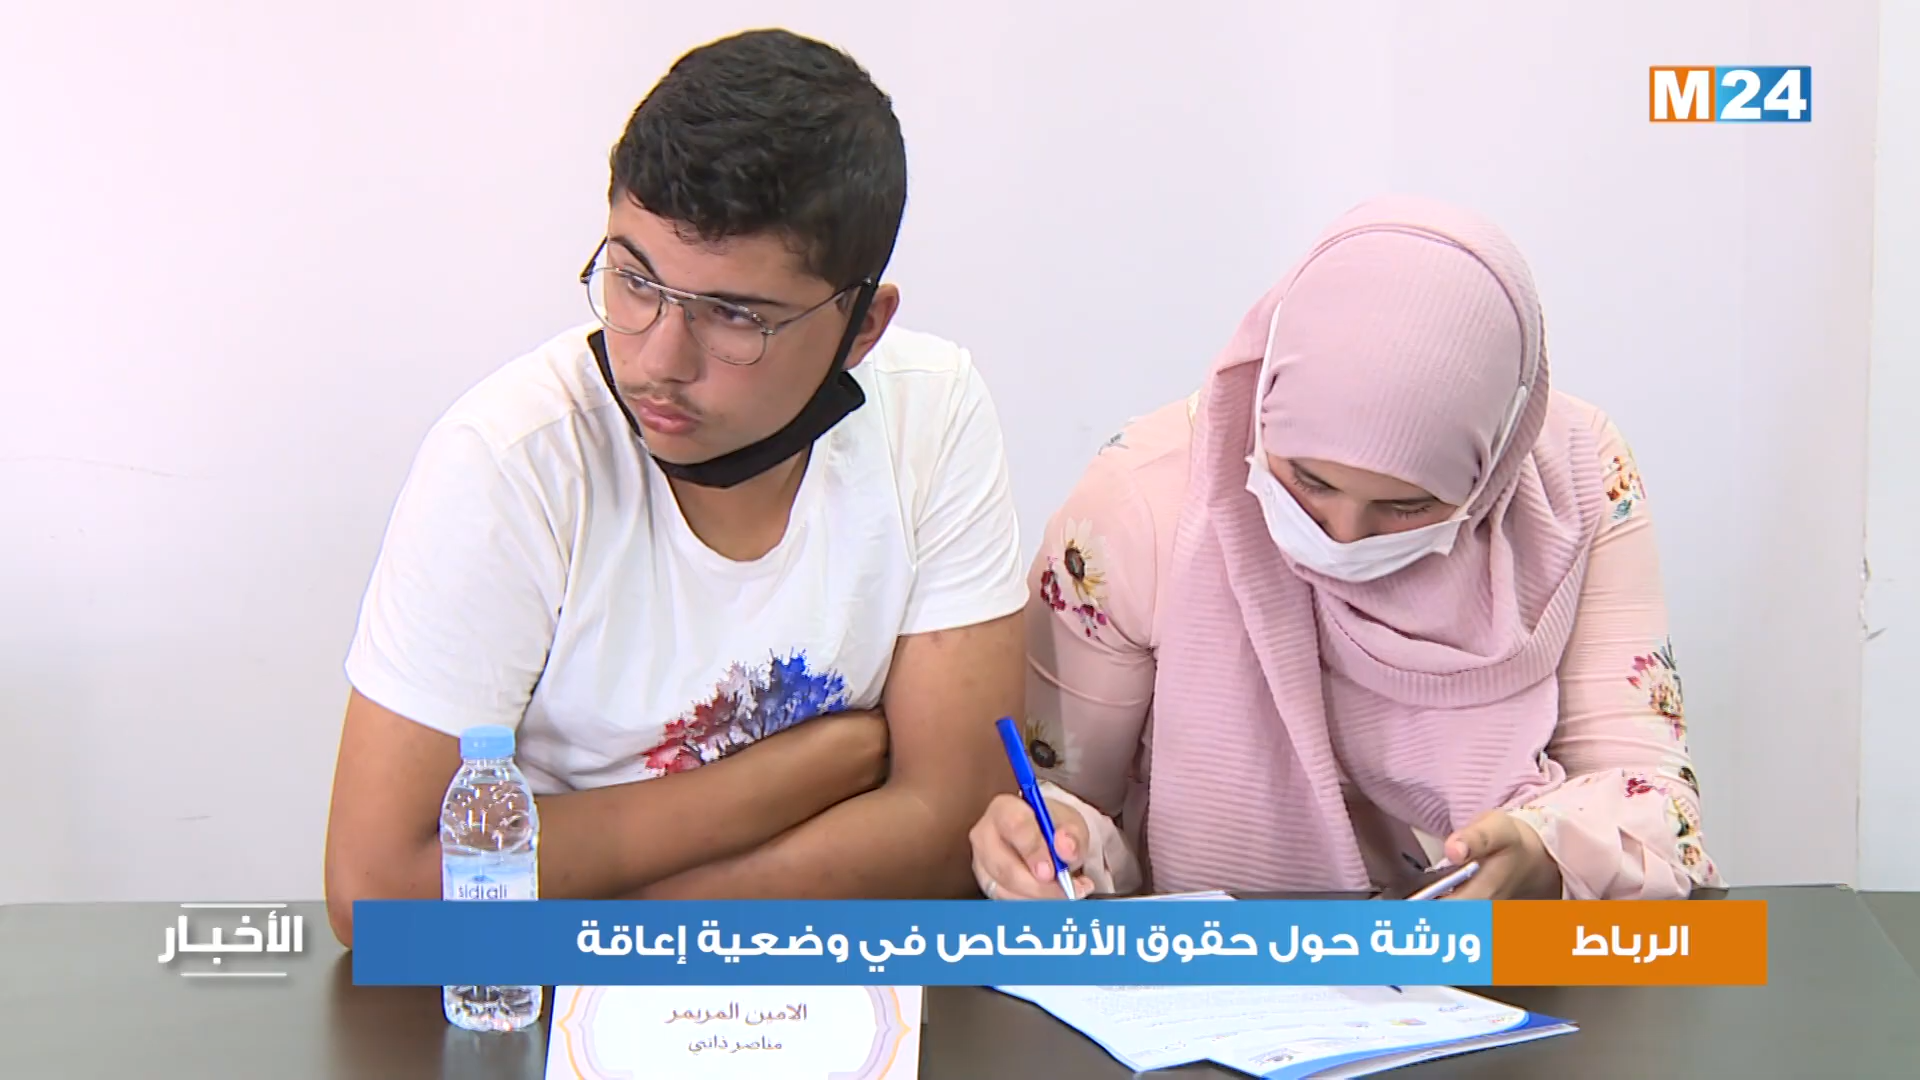 M24
sidi ali
الرباط
ورشة حول حقوق الأشخاص في وضعية إعاقة
الأخبار
الامين المريمر
مناصر ذاتي